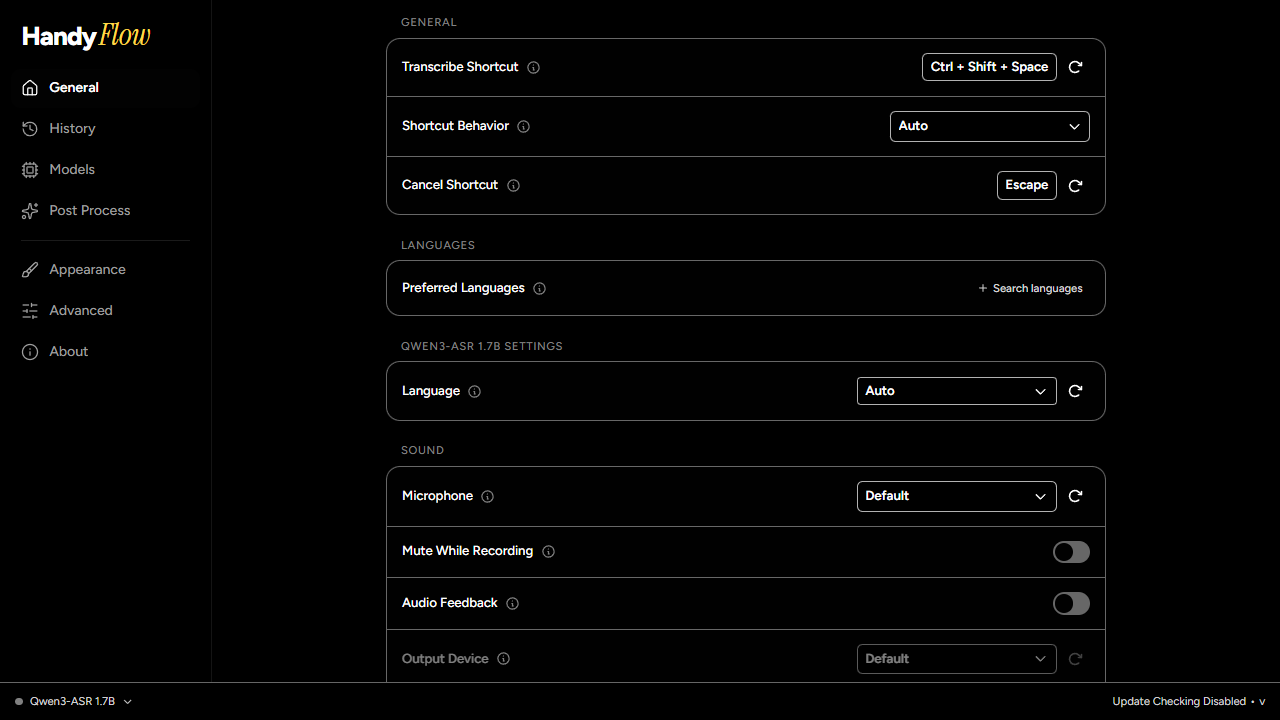 Handy Flow
General
History
Models
Post Process
Appearance
Advanced
About
GENERAL
Transcribe Shortcut
Ctrl + Shift + Space
Shortcut Behavior
Auto
Cancel Shortcut
Escape
LANGUAGES
Preferred Languages
+ Search languages
QWEN3-ASR 1.7B SETTINGS
Language
Auto
SOUND
Microphone
Default
Mute While Recording
Audio Feedback
Output Device
Default
Qwen3-ASR 1.7B
Update Checking Disabled • v